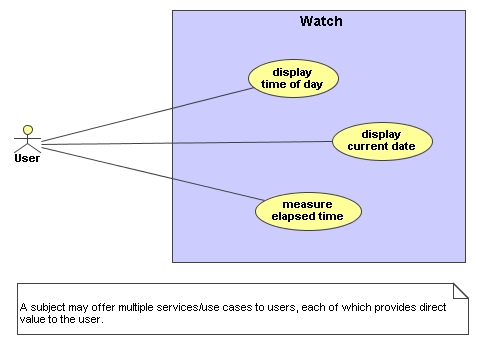 Watch
display
time of day
display
current date
User
measure
elapsed time
A subject may offer multiple services/use cases to users, each of which provides direct
value to the user.